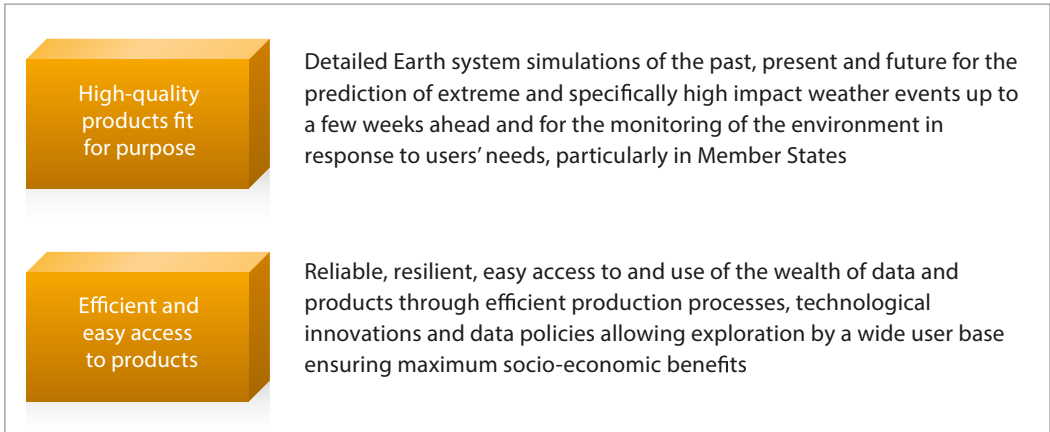 High-quality
products fit
for purpose
Detailed Earth system simulations of the past, present and future for the
prediction of extreme and specifically high impact weather events up to
a few weeks ahead and for the monitoring of the environment in
response to users’ needs, particularly in Member States
Efficient and
easy access
to products
Reliable, resilient, easy access to and use of the wealth of data and
products through efficient production processes, technological
innovations and data policies allowing exploration by a wide user base
ensuring maximum socio-economic benefits